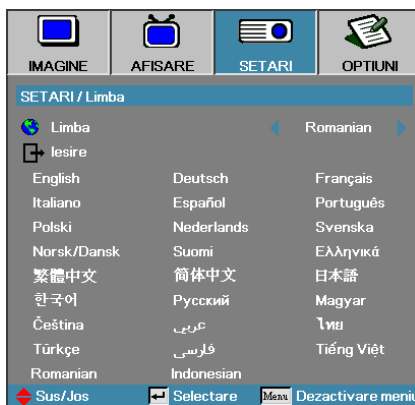 IMAGINE AFISARE SETARI OPTIUNI
SETARI / Limba
Limba Romanian
Iesire
English Deutsch Français
Italiano Español Português
Polski Nederlands Svenska
Norsk/Dansk Suomi Ελληνικά
繁體中文 简体中文 日本語
한국어 Русский Magyar
Čeština عربي ไทย
Türkçe فارسی Tiếng Việt
Romanian Indonesian
Sus/Jos Selectare Menu Dezactivare meniu